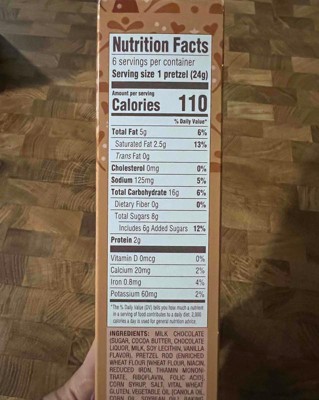 Nutrition Facts
6 servings per container
Serving size 1 pretzel (24g)
Amount per serving
Calories 110
% Daily Value*
Total Fat 5g 6%
Saturated Fat 2.5g 13%
Trans Fat 0g
Cholesterol 0mg 0%
Sodium 125mg 5%
Total Carbohydrate 16g 6%
Dietary Fiber 0g 0%
Total Sugars 8g
Includes 6g Added Sugars 12%
Protein 2g
Vitamin D 0mcg 0%
Calcium 20mg 2%
Iron 0.8mg 4%
Potassium 60mg 2%
*The % Daily Value (DV) tells you how much a nutrient
in a serving of food contributes to a daily diet. 2,000
calories a day is used for general nutrition advice.
INGREDIENTS: MILK CHOCOLATE
(SUGAR, COCOA BUTTER, CHOCOLATE
LIQUOR, MILK, SOY LECITHIN, VANILLA
FLAVOR), PRETZEL ROD (ENRICHED
WHEAT FLOUR (WHEAT FLOUR, NIACIN,
REDUCED IRON, THIAMIN MONONI-
TRATE, RIBOFLAVIN, FOLIC ACID),
CORN SYRUP, SALT, VITAL WHEAT
GLUTEN, VEGETABLE OIL (CANOLA OIL,
CORN OIL, SOYBEAN OIL), BAKING